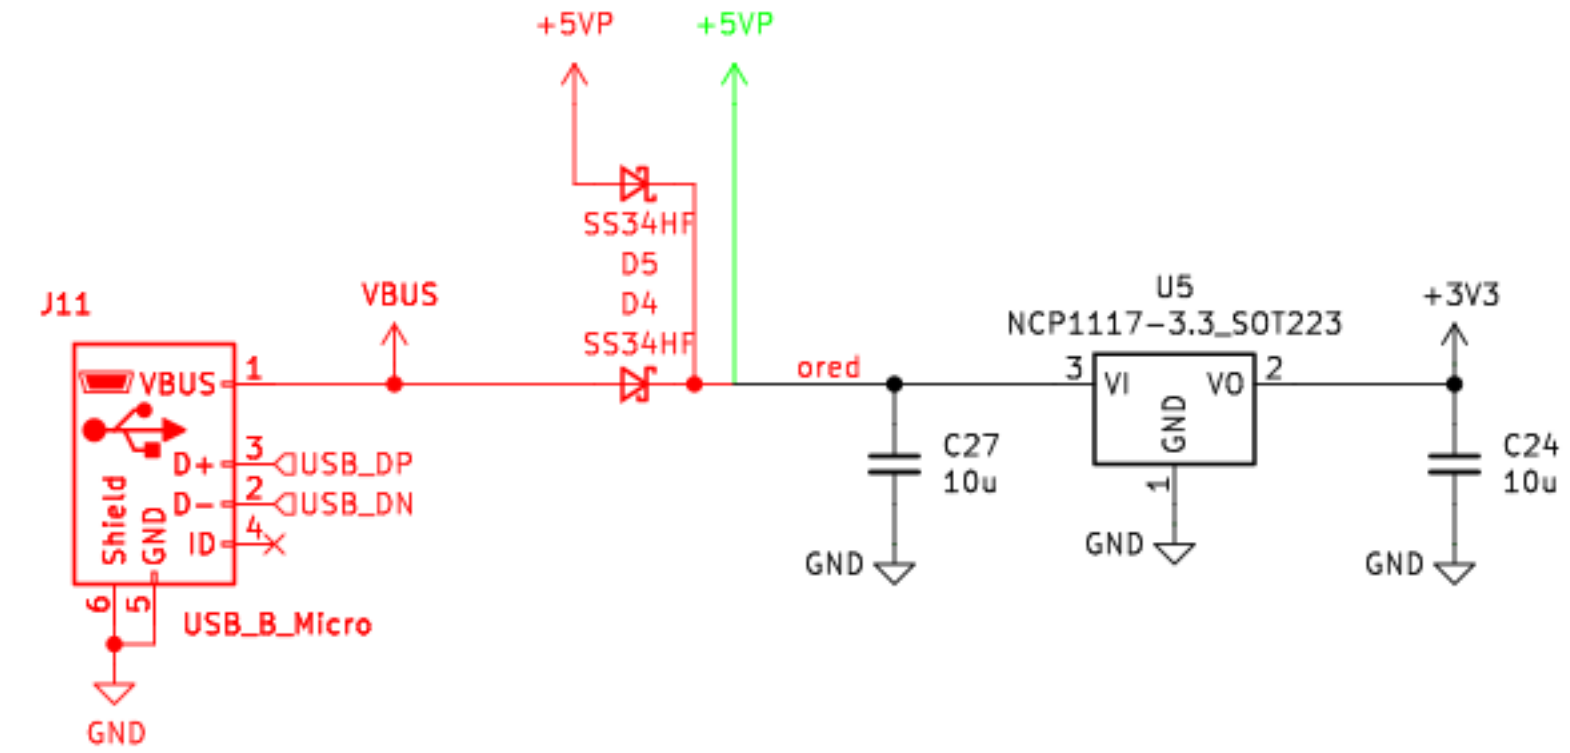 +5VP
+5VP
SS34HF
D5
D4
SS34HF
J11
VBUS
VBUS
1
D+
3
USB_DP
D-
2
USB_DN
ID
4
Shield
GND
6
5
USB_B_Micro
GND
ored
U5
NCP1117-3.3_SOT223
3
VI
VO
2
GND
1
GND
C27
10u
GND
+3V3
C24
10u
GND